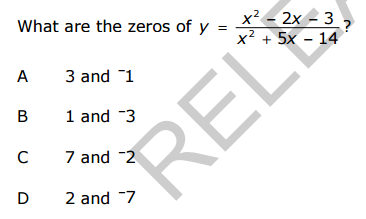 What are the zeros of y = x² – 2x – 3 / x² + 5x – 14 ?
A 3 and ⁻1
B 1 and ⁻3
C 7 and ⁻2
D 2 and ⁻7
RELE